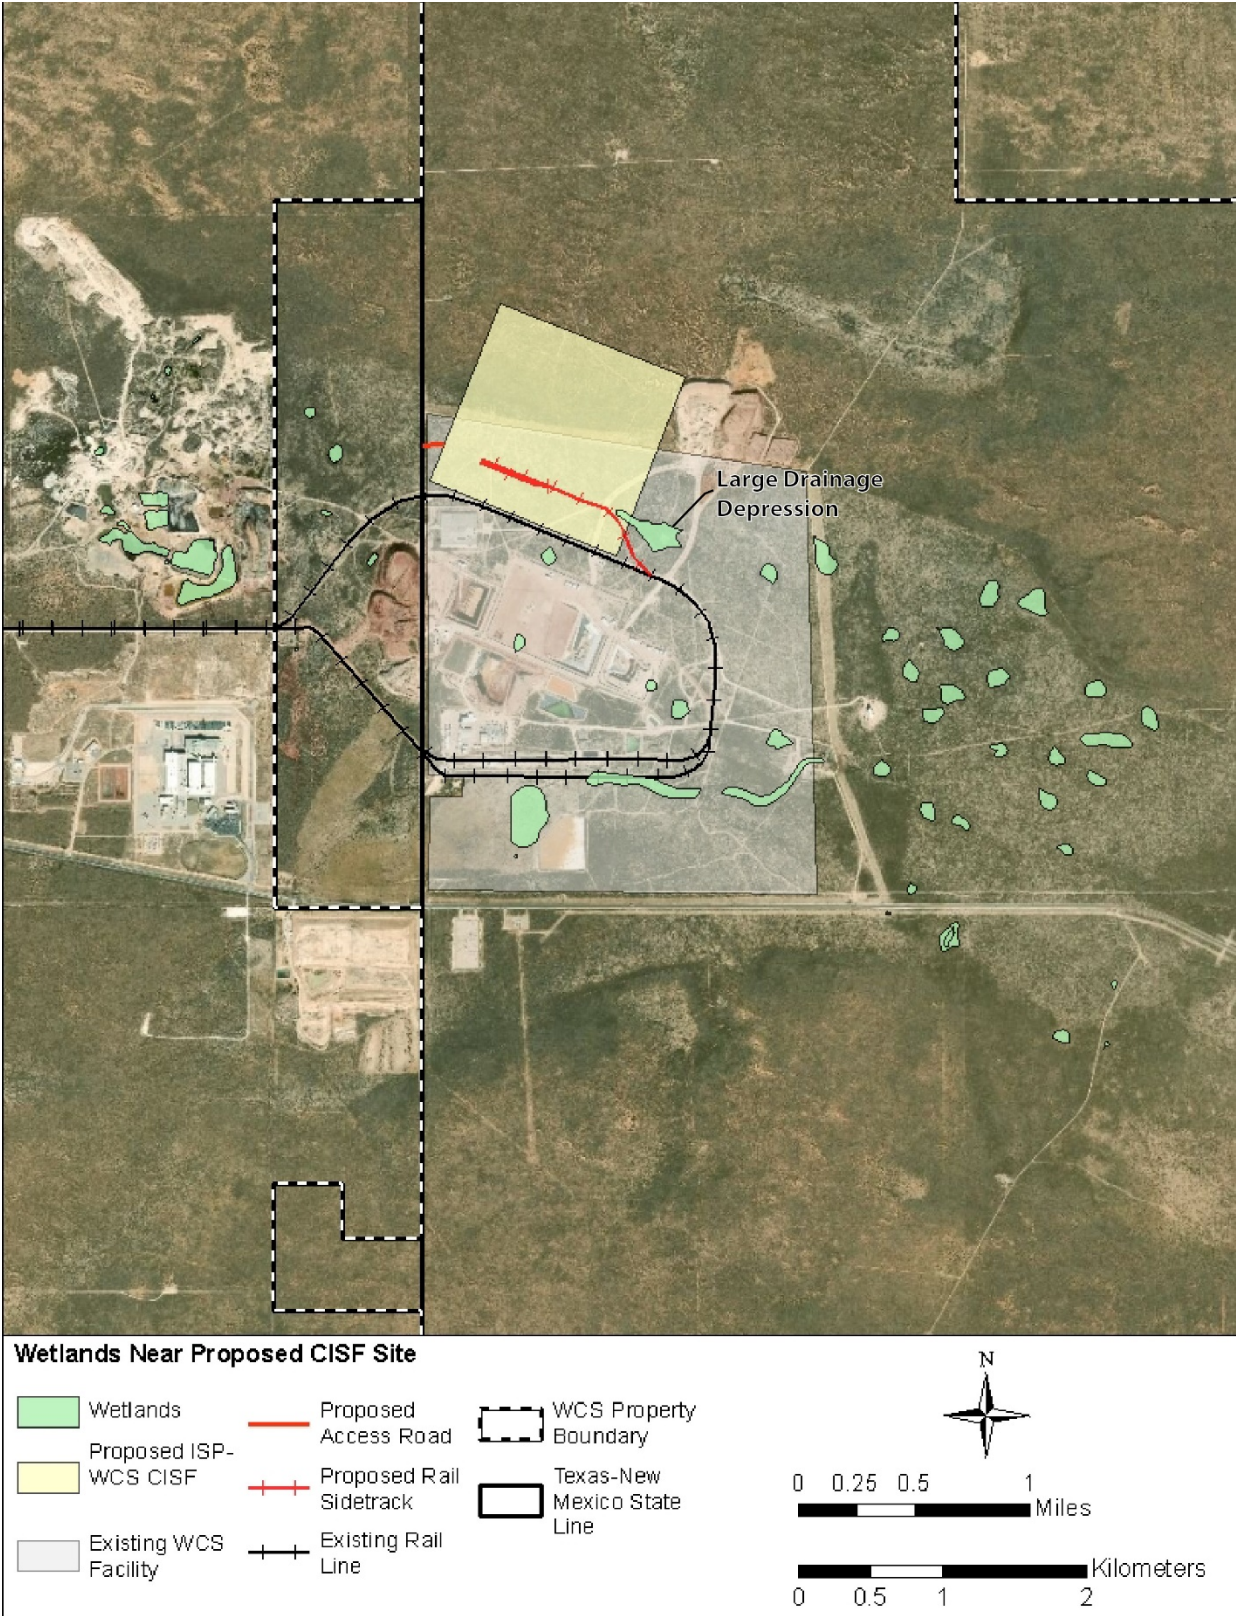 Large Drainage
Depression
Wetlands Near Proposed CISF Site
Wetlands
Proposed ISP-
WCS CISF
Existing WCS
Facility
Proposed
Access Road
Proposed Rail
Sidetrack
Existing Rail
Line
WCS Property
Boundary
Texas-New
Mexico State
Line
N
0 0.25 0.5 1
Miles
Kilometers
0 0.5 1 2